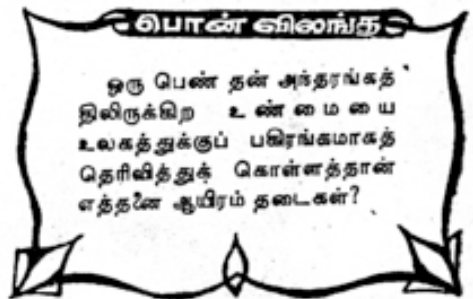 பொன் விலங்கு
ஒரு பெண் தன் அந்தரங்கத்
திலிருக்கிற உண்மையை
உலகத்துக்குப் பகிரங்கமாகத்
தெரிவித்துக் கொள்ளத்தான்
எத்தனை ஆயிரம் தடைகள்?